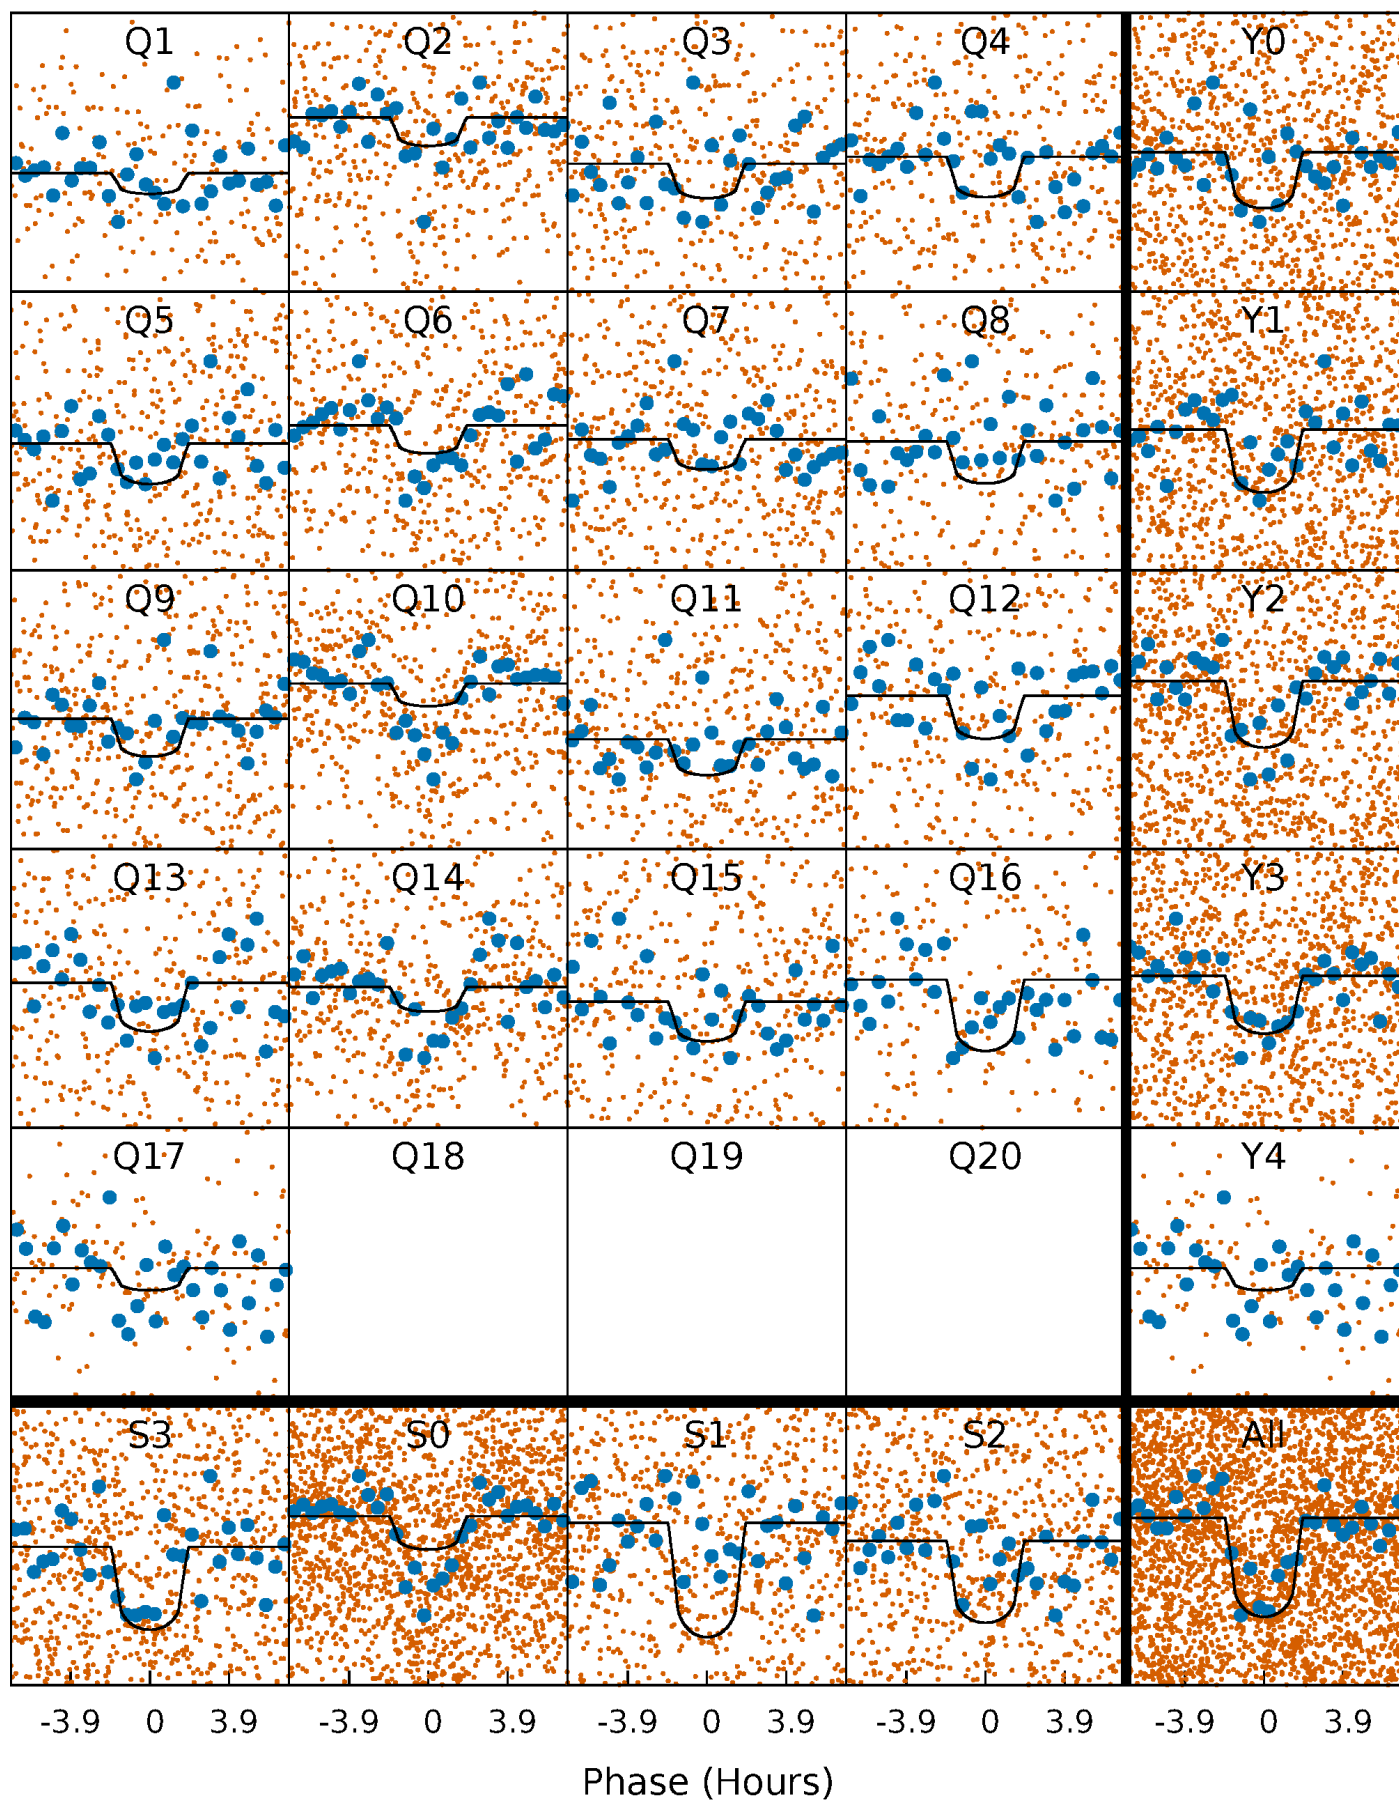 Q1 Q2 Q3 Q4 Y0
Q5 Q6 Q7 Q8 Y1
Q9 Q10 Q11 Q12 Y2
Q13 Q14 Q15 Q16 Y3
Q17 Q18 Q19 Q20 Y4
S3 S0 S1 S2 All
-3.9 0 3.9 -3.9 0 3.9 -3.9 0 3.9 -3.9 0 3.9 -3.9 0 3.9
Phase (Hours)